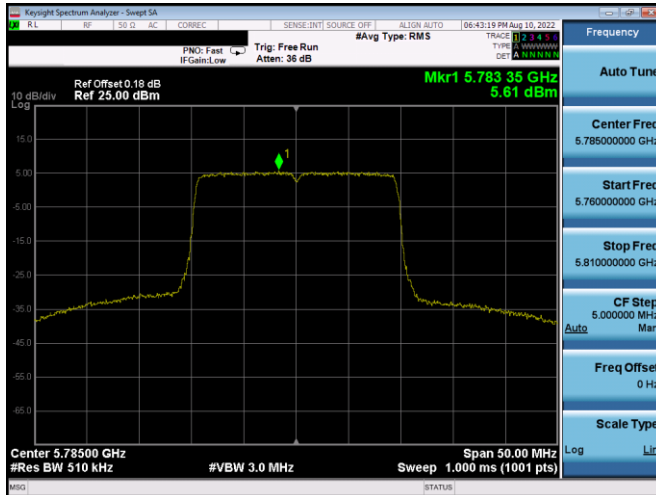 Keysight Spectrum Analyzer - Swept SA
RL RF 50 Ω AC CORREC SENSE:INT SOURCE OFF ALIGN AUTO 06:43:19 PM Aug 10, 2022
#Avg Type: RMS
TRACE 1 2 3 4 5 6
PNO: Fast Trig: Free Run TYPE A WWWWW
IFGain:Low Atten: 36 dB DET A N N N N N
Frequency
Mkr1 5.783 35 GHz
5.61 dBm
Ref Offset 0.18 dB
10 dB/div Ref 25.00 dBm
Log
15.0
5.00
-5.00
-15.0
-25.0
-35.0
-45.0
-55.0
-65.0
1
Auto Tune
Center Freq
5.785000000 GHz
Start Freq
5.760000000 GHz
Stop Freq
5.810000000 GHz
CF Step
5.000000 MHz
Auto Man
Freq Offset
0 Hz
Scale Type
Log Lin
Center 5.78500 GHz Span 50.00 MHz
#Res BW 510 kHz #VBW 3.0 MHz Sweep 1.000 ms (1001 pts)
MSG STATUS